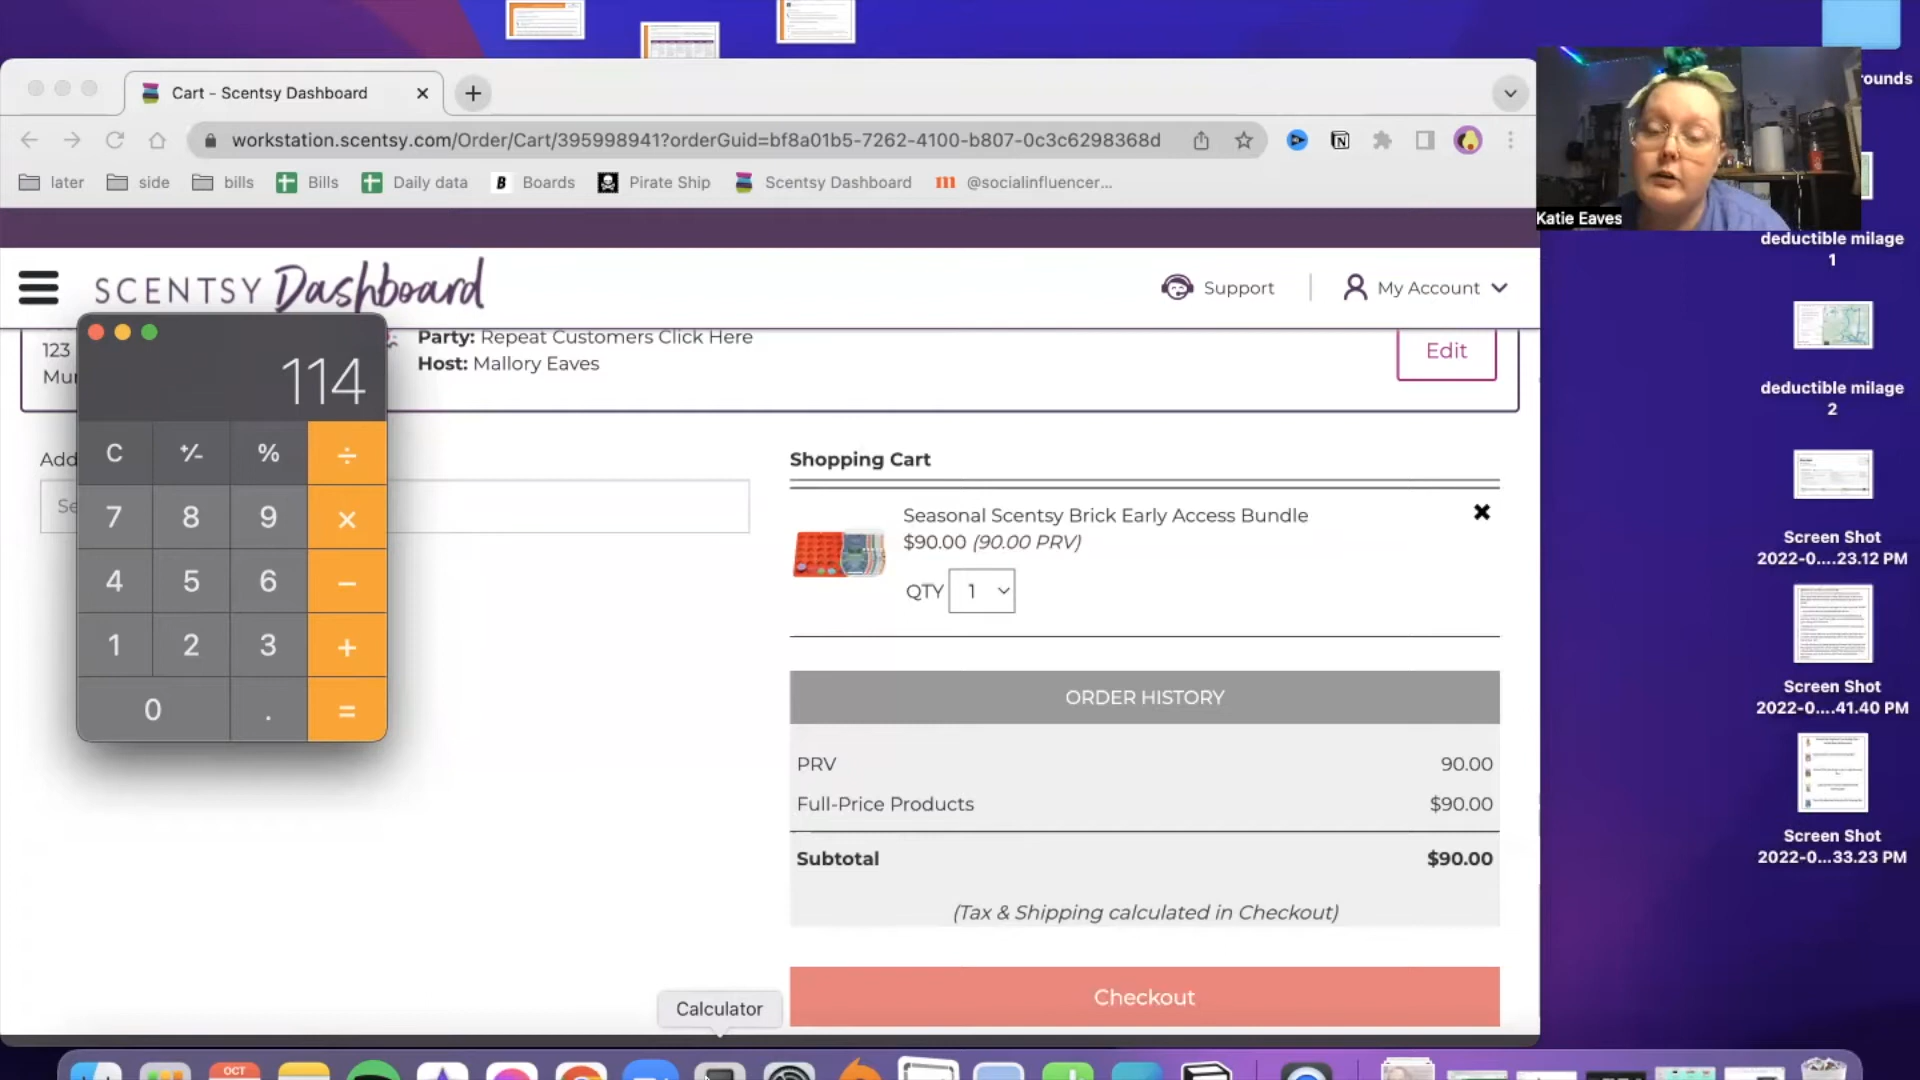 Cart - Scentsy Dashboard
workstation.scentsy.com/Order/Cart/395998941?orderGuid=bf8a01b5-7262-4100-b807-0c3c6298368d
later
side
bills
Bills
Daily data
B Boards
Pirate Ship
Scentsy Dashboard
@socialinfluencer...
Katie Eaves
SCENTSY Dashboard
Support
My Account
123
Party: Repeat Customers Click Here
Host: Mallory Eaves
Edit
114
C
+/-
%
÷
7
8
9
×
4
5
6
−
1
2
3
+
0
.
=
Add
Se
Shopping Cart
Seasonal Scentsy Brick Early Access Bundle
$90.00 (90.00 PRV)
QTY 1
ORDER HISTORY
PRV 90.00
Full-Price Products $90.00
Subtotal $90.00
(Tax & Shipping calculated in Checkout)
Checkout
Calculator
OCT
deductible milage
1
deductible milage
2
Screen Shot
2022-0....23.12 PM
Screen Shot
2022-0....41.40 PM
Screen Shot
2022-0...33.23 PM